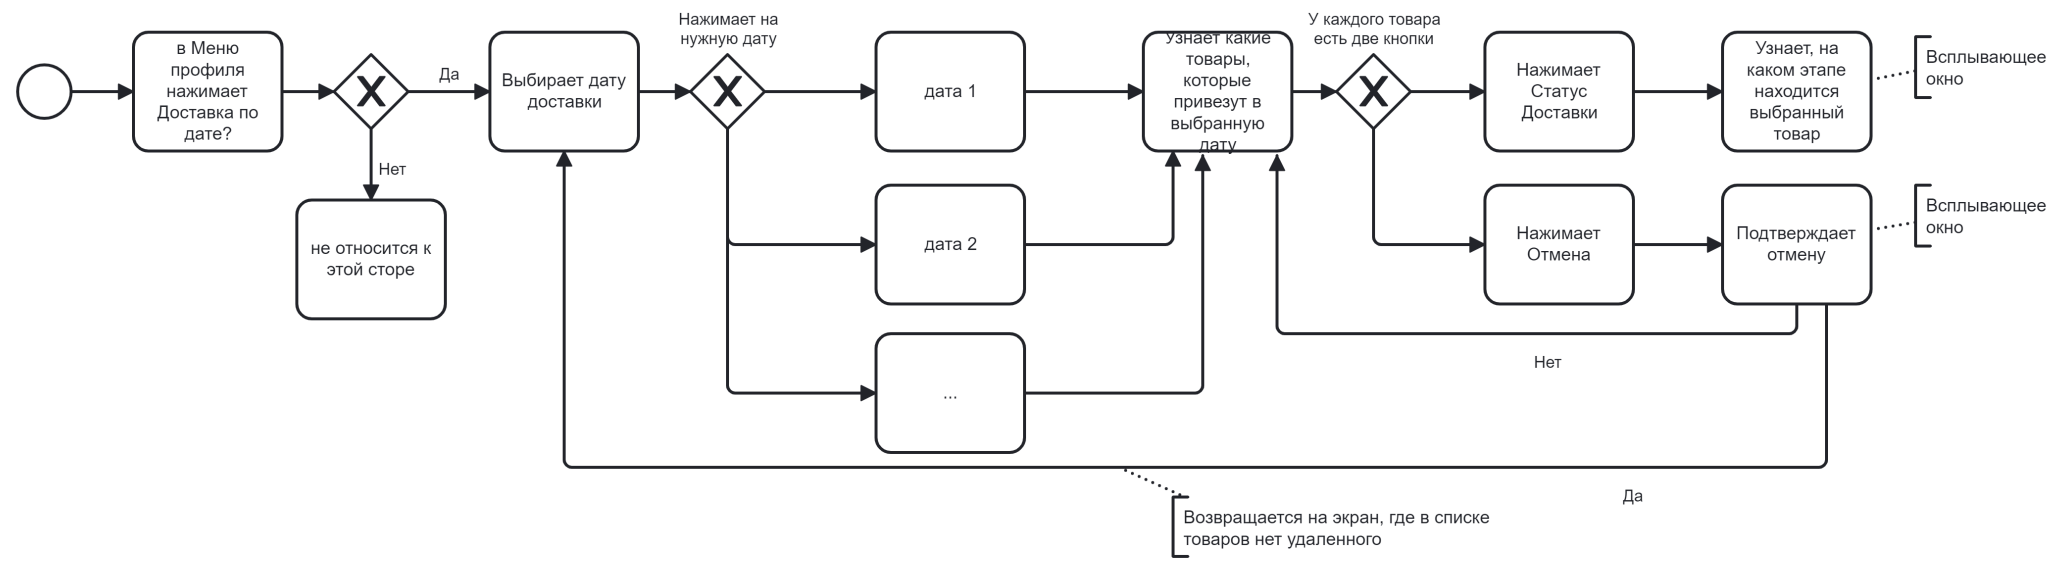 в Меню
профиля
нажимает
Доставка по
дате?
Да
Нет
не относится к
этой сторе
Выбирает дату
доставки
Нажимает на
нужную дату
дата 1
дата 2
...
Узнает какие
товары,
которые
привезут в
выбранную
дату
У каждого товара
есть две кнопки
Нажимает
Статус
Доставки
Узнает, на
каком этапе
находится
выбранный
товар
Всплывающее
окно
Нажимает
Отмена
Подтверждает
отмену
Всплывающее
окно
Нет
Да
Возвращается на экран, где в списке
товаров нет удаленного